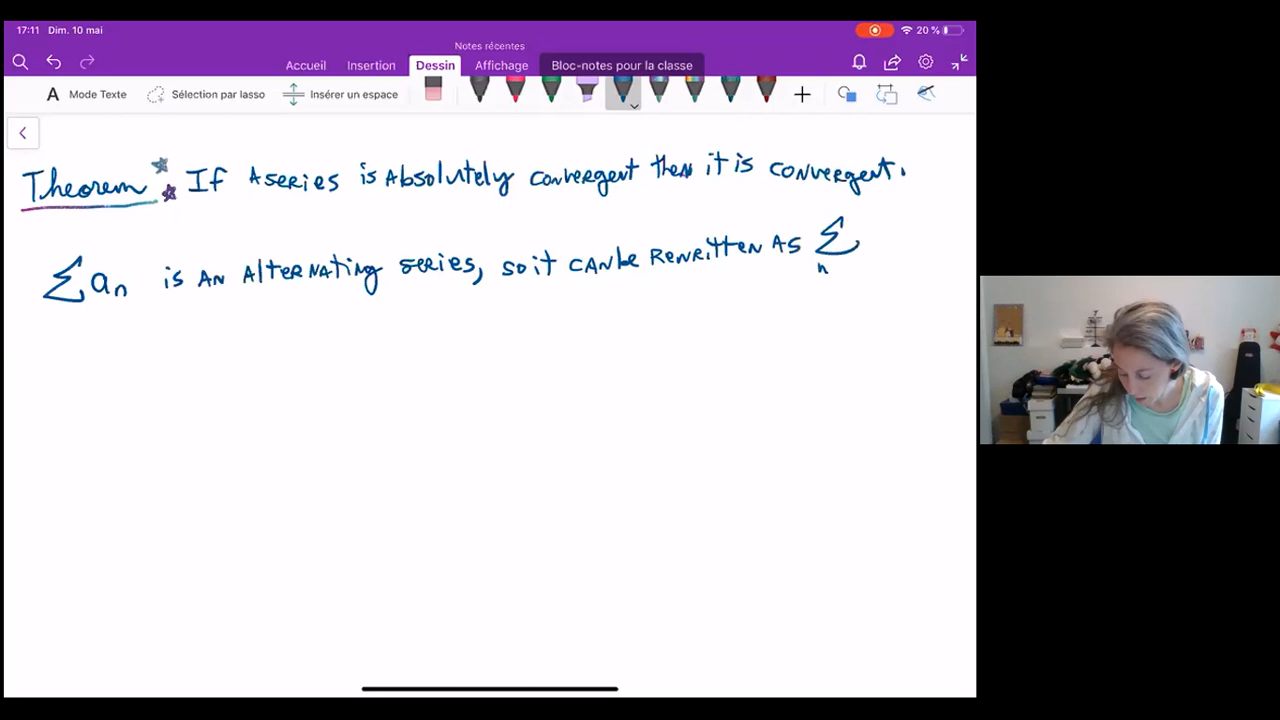 17:11 Dim. 10 mai
20 %
Notes récentes
Accueil Insertion Dessin Affichage Bloc-notes pour la classe
A Mode Texte Sélection par lasso Insérer un espace
Theorem If a series is absolutely convergent then it is convergent.
∑ aₙ is an alternating series, so it can be rewritten as ∑
n